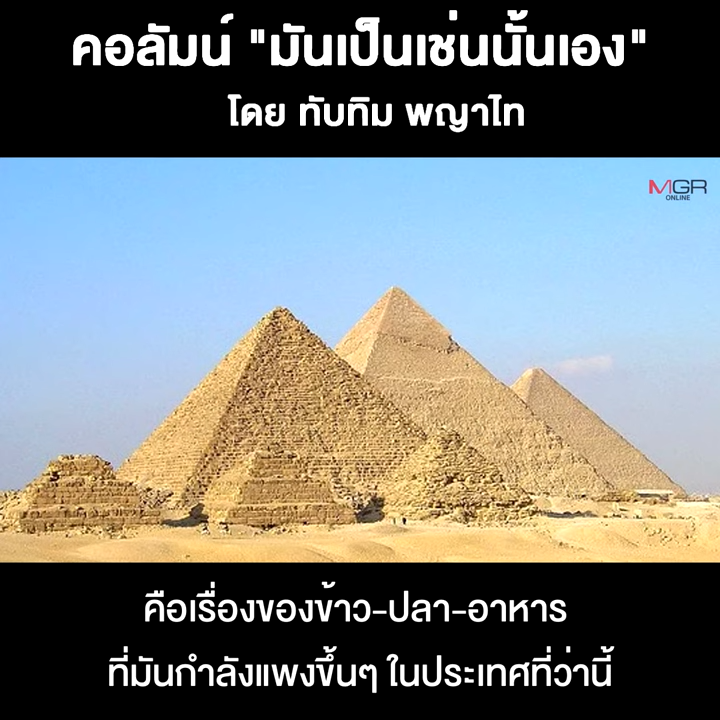 คอลัมน์ "มันเป็นเช่นนั้นเอง"
โดย ทับทิม พญาไท
MGR
ONLINE
คือเรื่องของข้าว-ปลา-อาหาร
ที่มันกำลังแพงขึ้นๆ ในประเทศที่ว่านี้